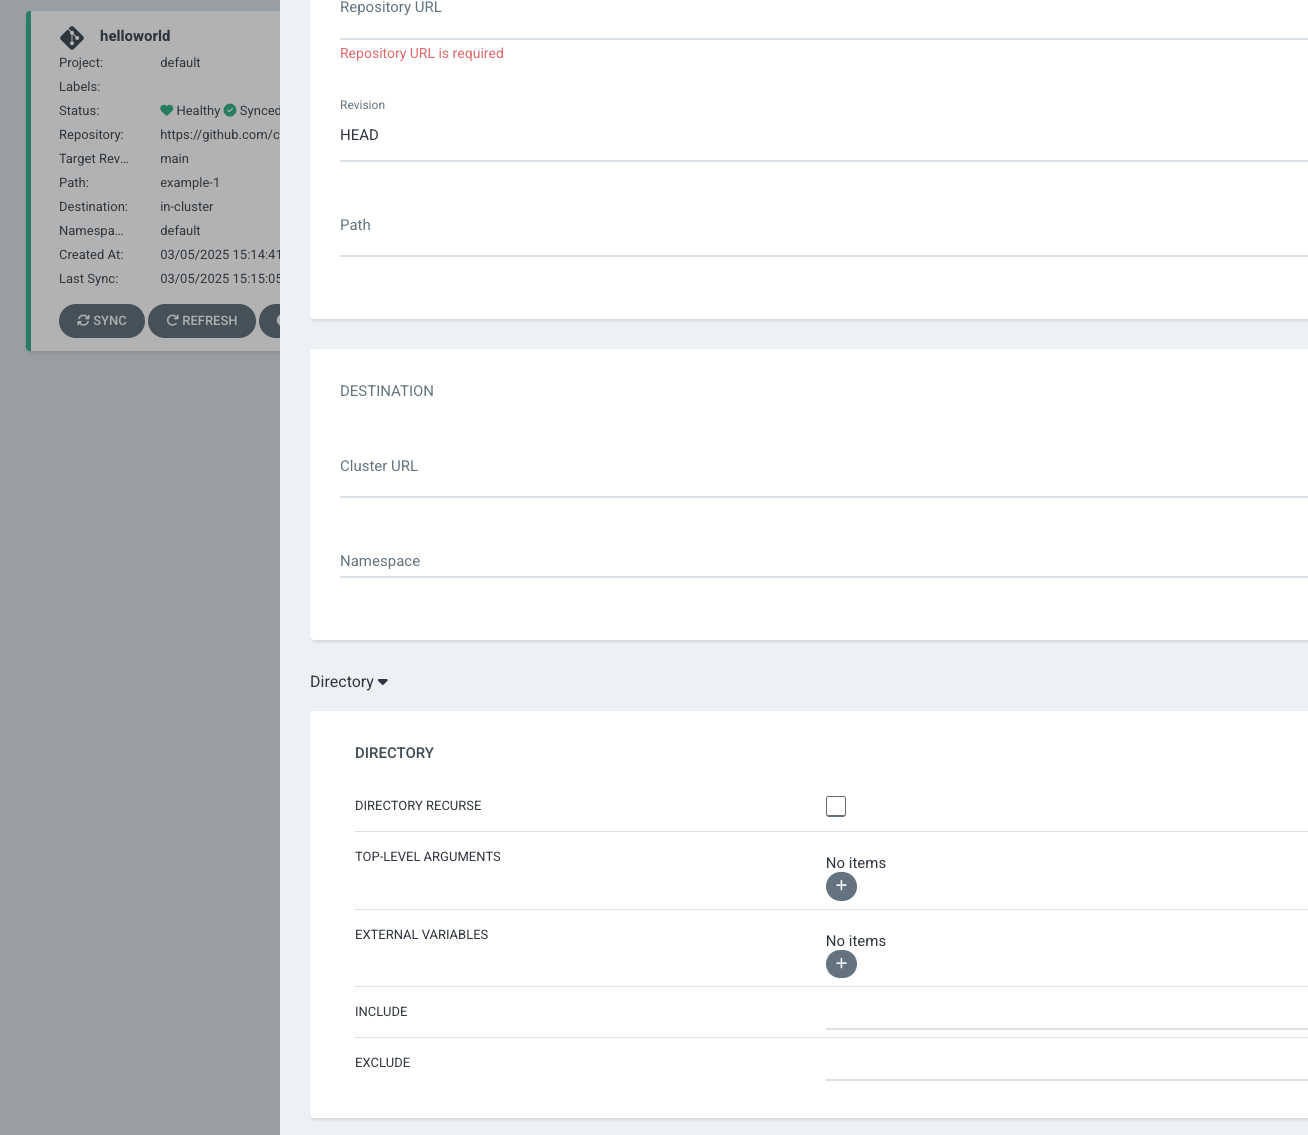 helloworld
Project: default
Labels:
Status: Healthy Synced
Repository: https://github.com/c
Target Rev... main
Path: example-1
Destination: in-cluster
Namespa... default
Created At: 03/05/2025 15:14:41
Last Sync: 03/05/2025 15:15:05
SYNC REFRESH
Repository URL
Repository URL is required
Revision
HEAD
Path
DESTINATION
Cluster URL
Namespace
Directory
DIRECTORY
DIRECTORY RECURSE
TOP-LEVEL ARGUMENTS
No items
+
EXTERNAL VARIABLES
No items
+
INCLUDE
EXCLUDE